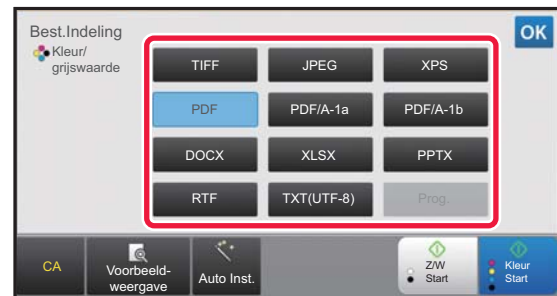 Best.Indeling
OK
Kleur/
grijswaarde
TIFF
JPEG
XPS
PDF
PDF/A-1a
PDF/A-1b
DOCX
XLSX
PPTX
RTF
TXT(UTF-8)
Prog.
CA
Voorbeeld-
weergave
Auto Inst.
Z/W
Start
Kleur
Start